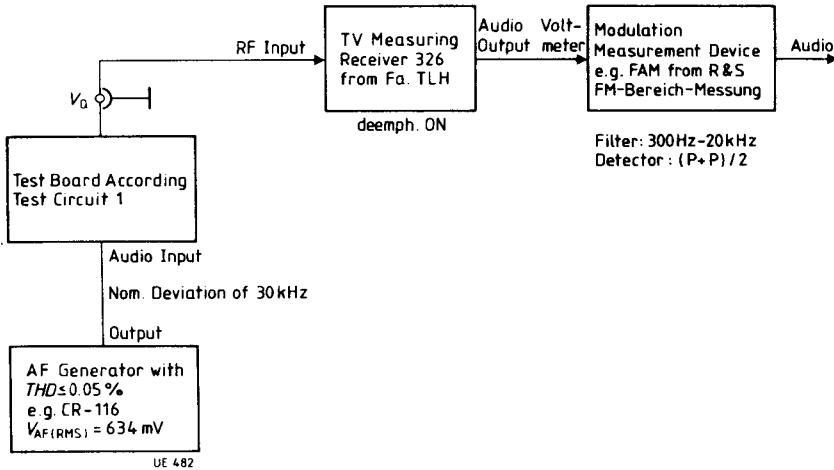 RF Input
TV Measuring
Receiver 326
from Fa. TLH
deemph. ON
Audio
Output
Volt-
meter
Modulation
Measurement Device
e.g. FAM from R&S
FM-Bereich-Messung
Audio
Filter: 300Hz-20kHz
Detector: (P+P)/2
VQ
Test Board According
Test Circuit 1
Audio Input
Nom. Deviation of 30kHz
Output
AF Generator with
THD≤0.05%
e.g. CR-116
VAF(RMS) = 634 mV
UE 482